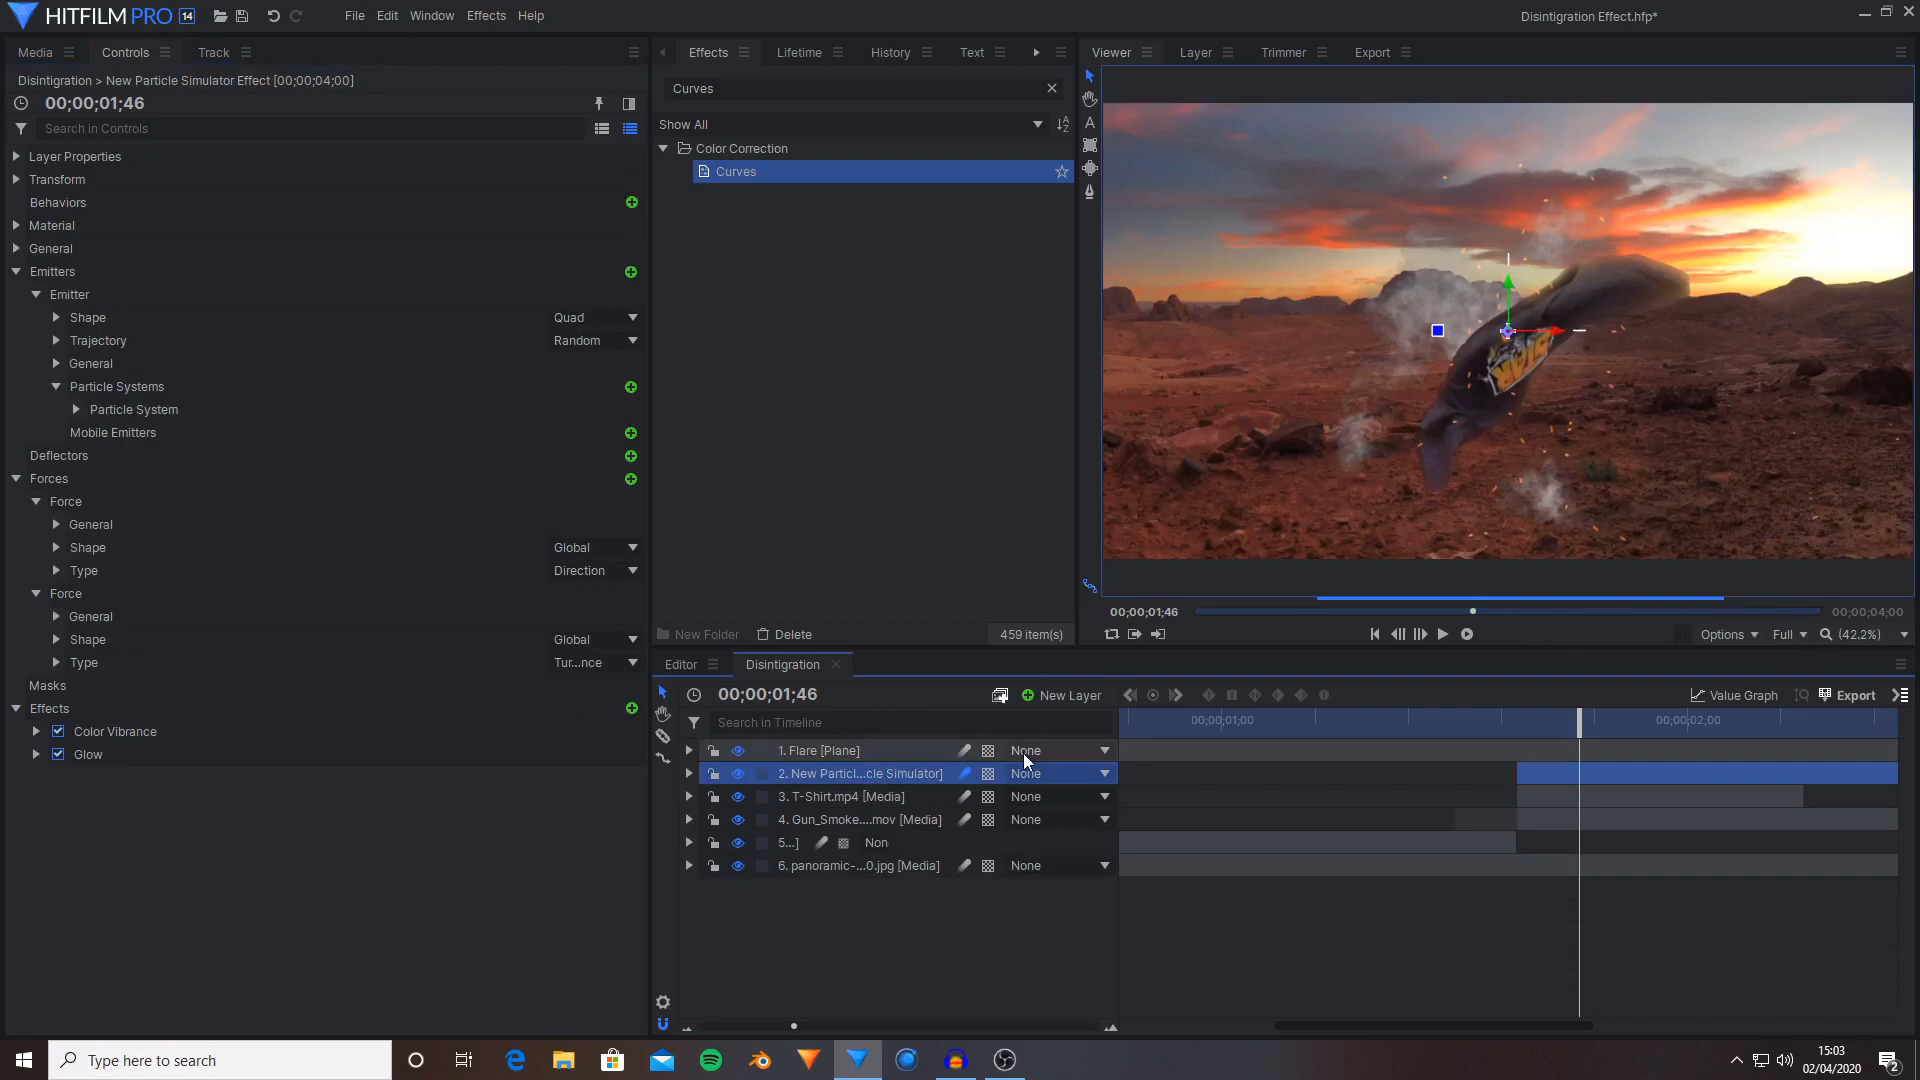 HITFILM PRO 14
File Edit Window Effects Help
Disintigration Effect.hfp*
Media Controls Track
Effects Lifetime History Text
Viewer Layer Trimmer Export
Disintigration > New Particle Simulator Effect [00;00;04;00]
00;00;01;46
Search in Controls
Layer Properties
Transform
Behaviors
Material
General
Emitters
Emitter
Shape Quad
Trajectory Random
General
Particle Systems
Particle System
Mobile Emitters
Deflectors
Forces
Force
General
Shape Global
Type Direction
Force
General
Shape Global
Type Tur...nce
Masks
Effects
Color Vibrance
Glow
Curves
Show All
Color Correction
Curves
New Folder Delete 459 item(s)
00;00;01;46 00;00;04;00
Options Full (42.2%)
Editor Disintigration
00;00;01;46 New Layer Value Graph Export
Search in Timeline
00;00;01;00 00;00;02;00
1. Flare [Plane] None
2. New Particl...cle Simulator] None
3. T-Shirt.mp4 [Media] None
4. Gun_Smoke....mov [Media] None
5...] Non
6. panoramic-...0.jpg [Media] None
Type here to search
15:03
02/04/2020
2